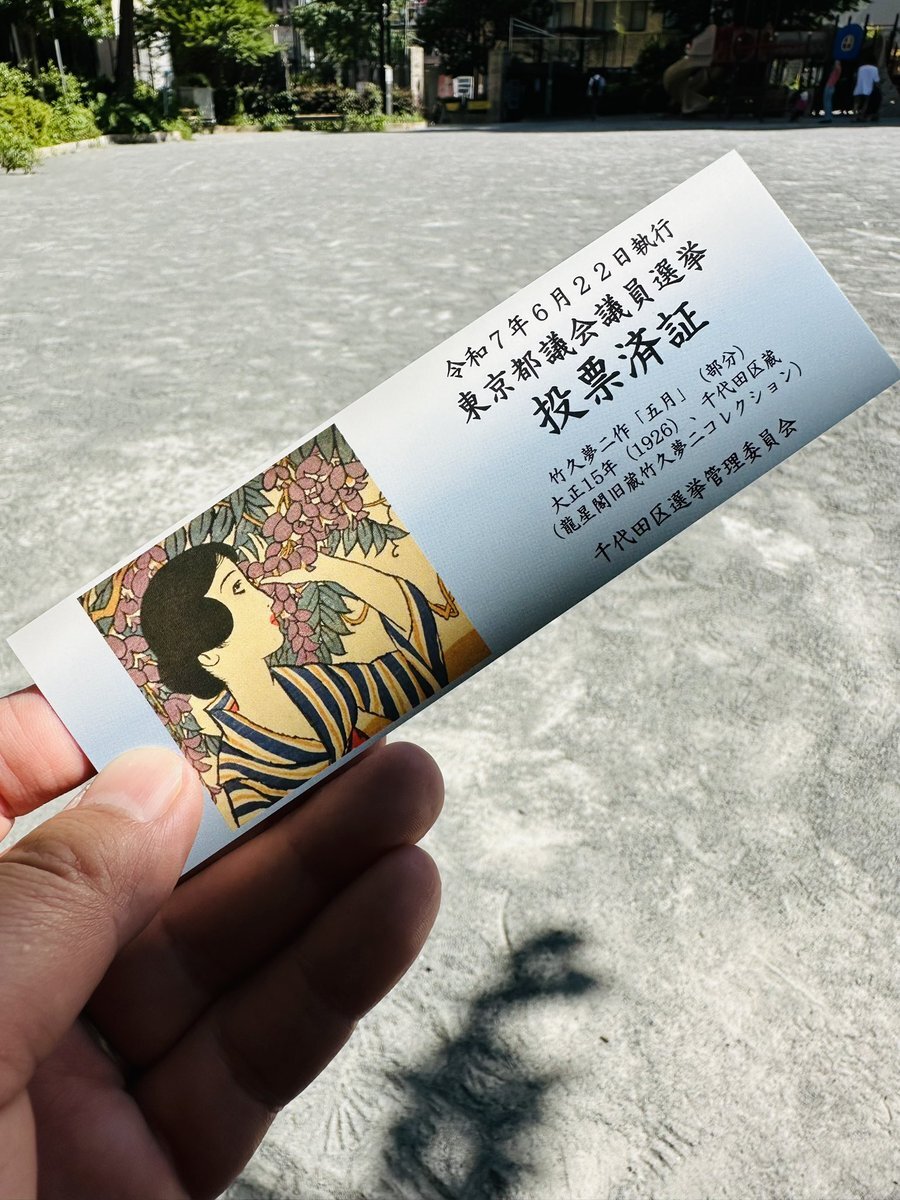 令和7年6月22日執行
東京都議会議員選挙
投票済証
竹久夢二作「五月」（部分）
大正15年（1926）、千代田区蔵
（龍星閣旧蔵竹久夢二コレクション）
千代田区選挙管理委員会